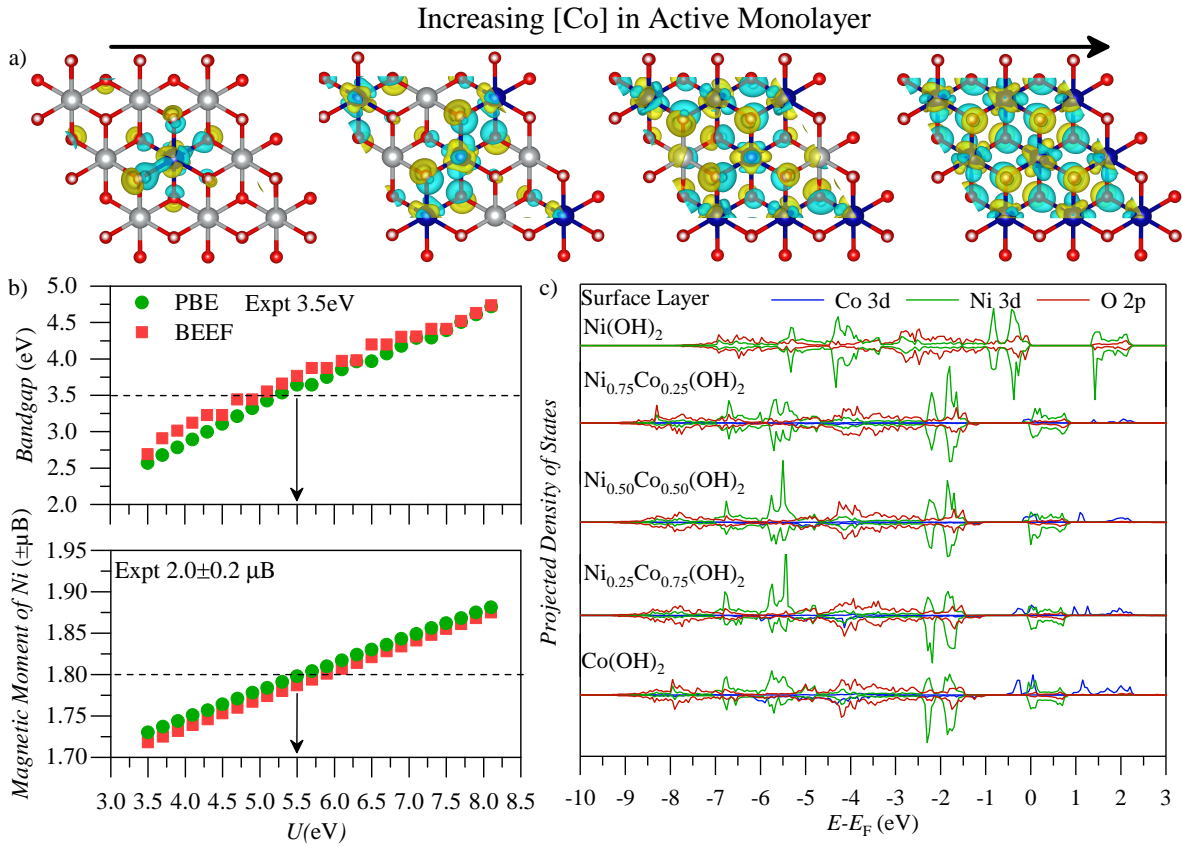 Increasing [Co] in Active Monolayer
a)
b)
PBE
BEEF
Expt 3.5eV
Bandgap (eV)
5.0
4.5
4.0
3.5
3.0
2.5
2.0
Expt 2.0±0.2 μB
Magnetic Moment of Ni (±μB)
1.95
1.90
1.85
1.80
1.75
1.70
3.0 3.5 4.0 4.5 5.0 5.5 6.0 6.5 7.0 7.5 8.0 8.5
U(eV)
c)
Surface Layer
Co 3d Ni 3d O 2p
Ni(OH)₂
Ni₀.₇₅Co₀.₂₅(OH)₂
Ni₀.₅₀Co₀.₅₀(OH)₂
Ni₀.₂₅Co₀.₇₅(OH)₂
Co(OH)₂
Projected Density of States
-10 -9 -8 -7 -6 -5 -4 -3 -2 -1 0 1 2 3
E-E_F (eV)